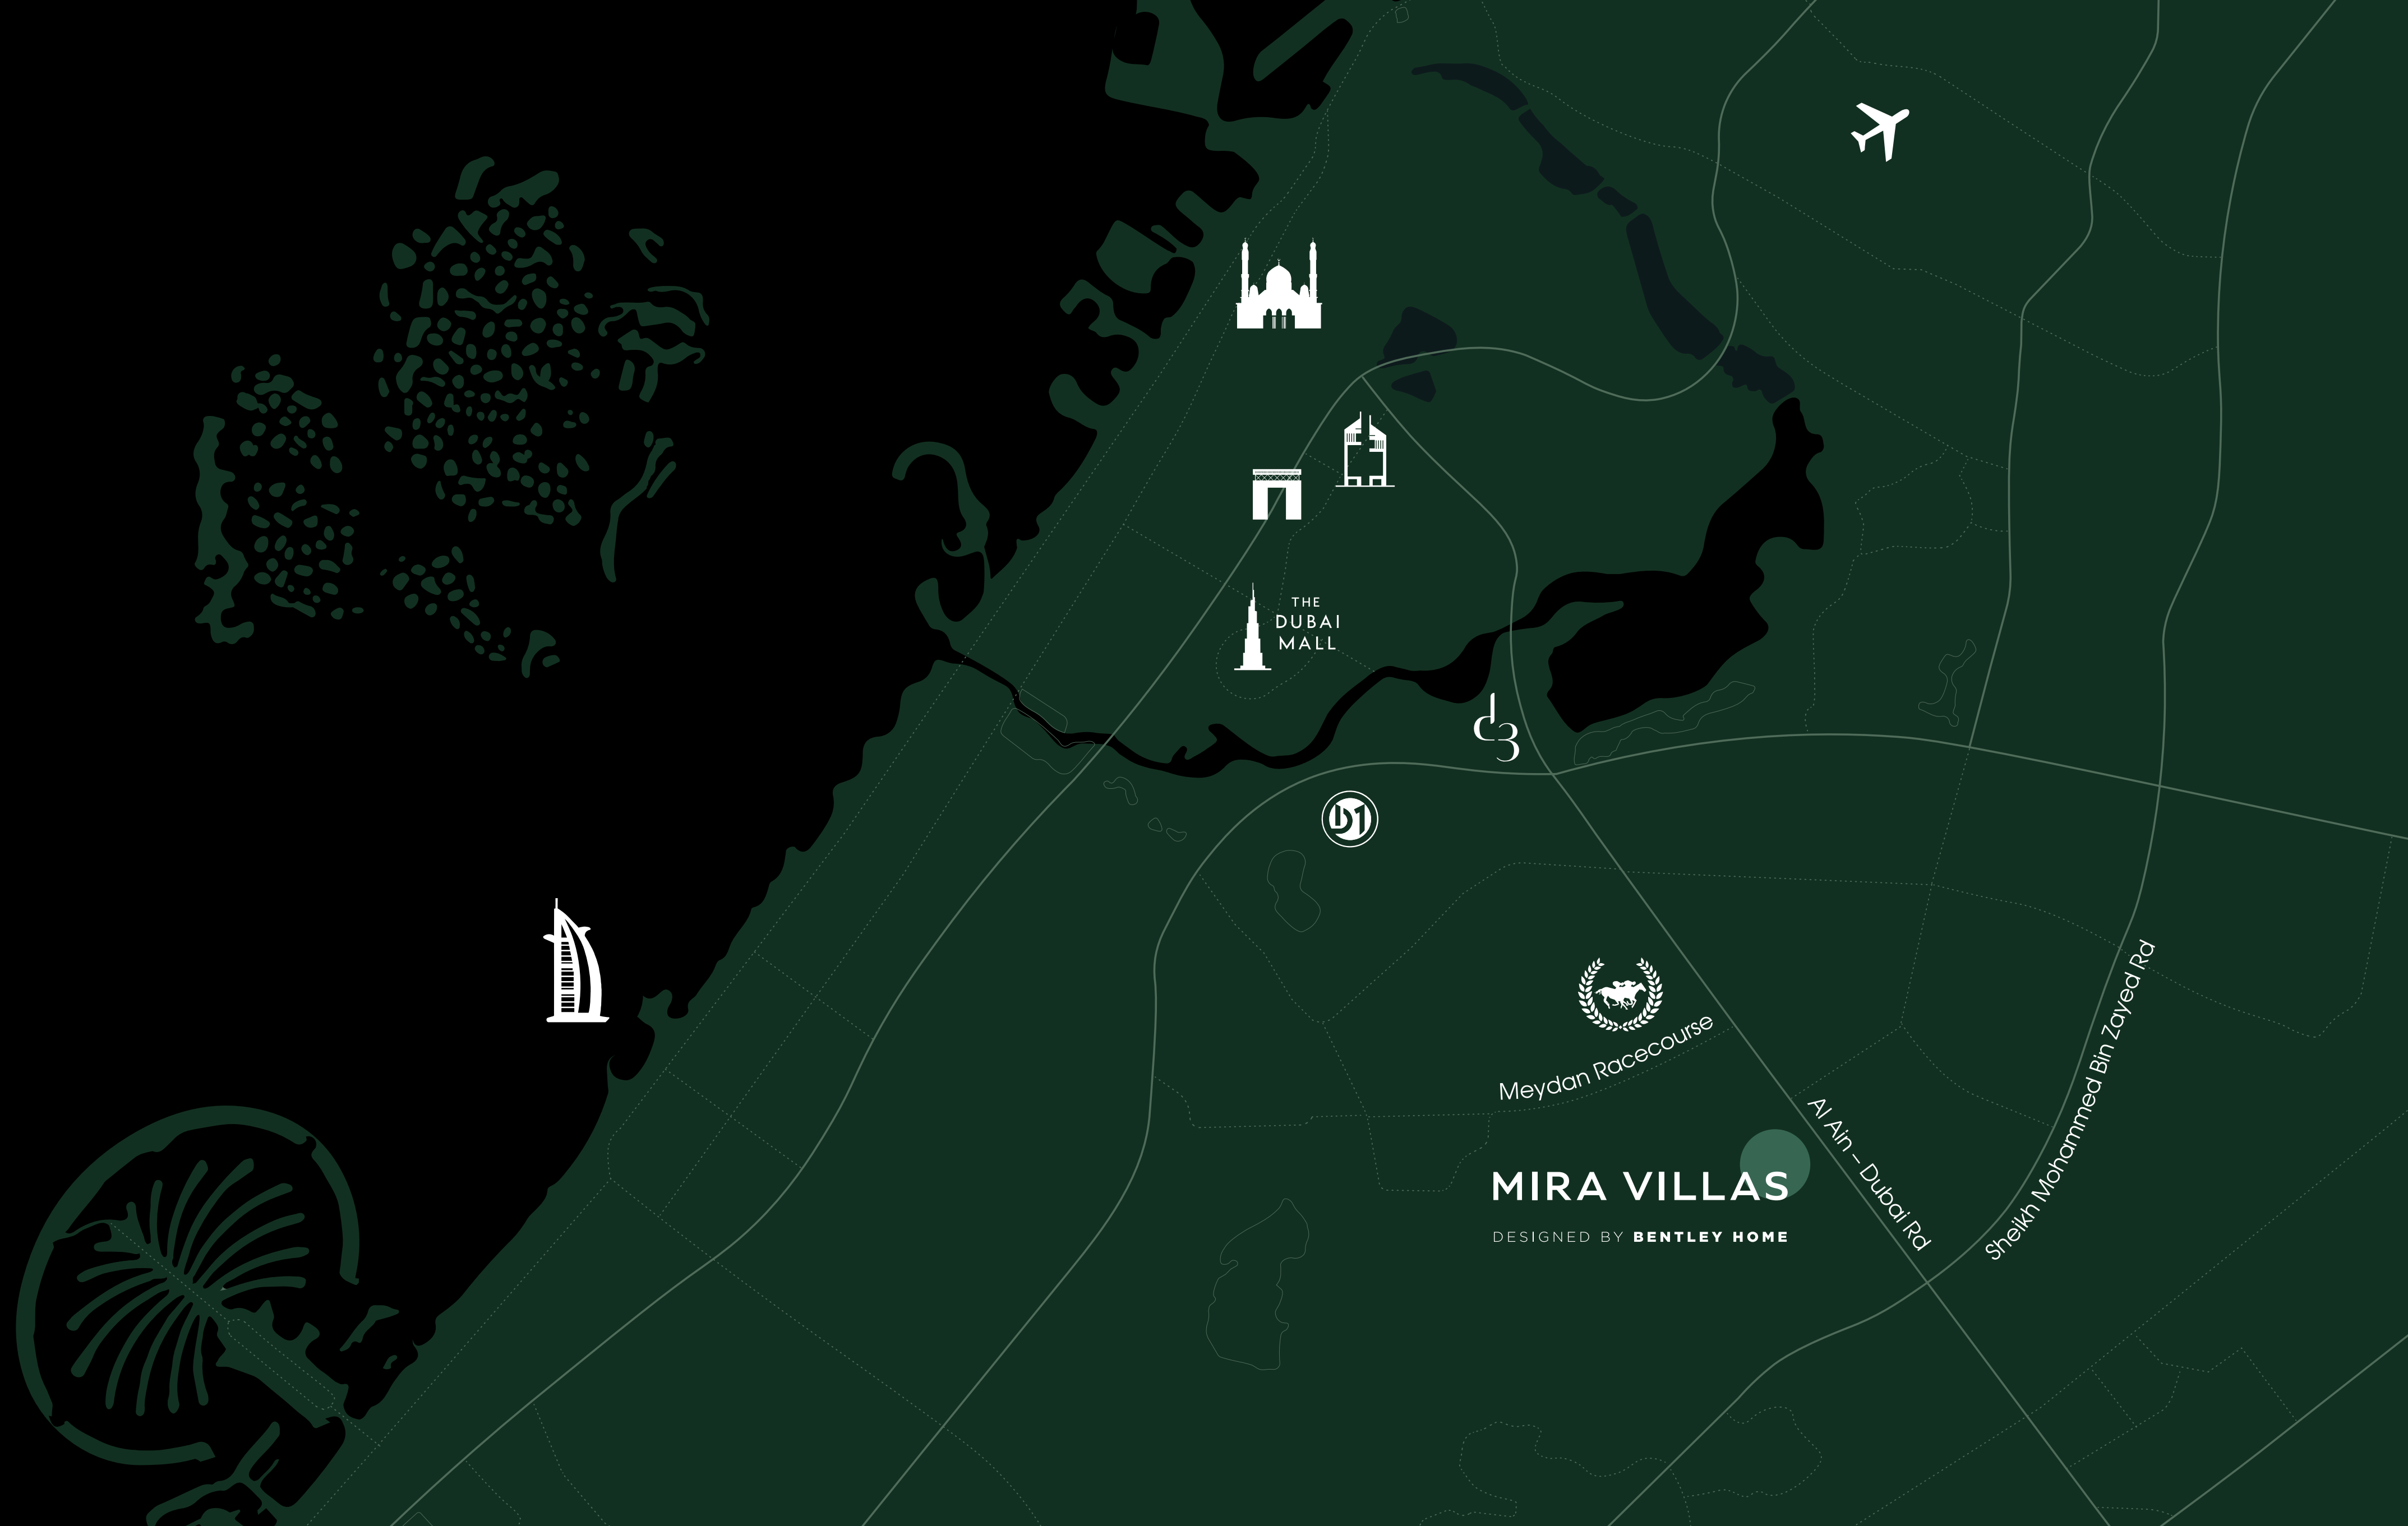 THE
DUBAI
MALL
d3
D1
Meydan Racecourse
Al Ain – Dubai Rd
Sheikh Mohammed Bin Zayed Rd
MIRA VILLAS
DESIGNED BY BENTLEY HOME